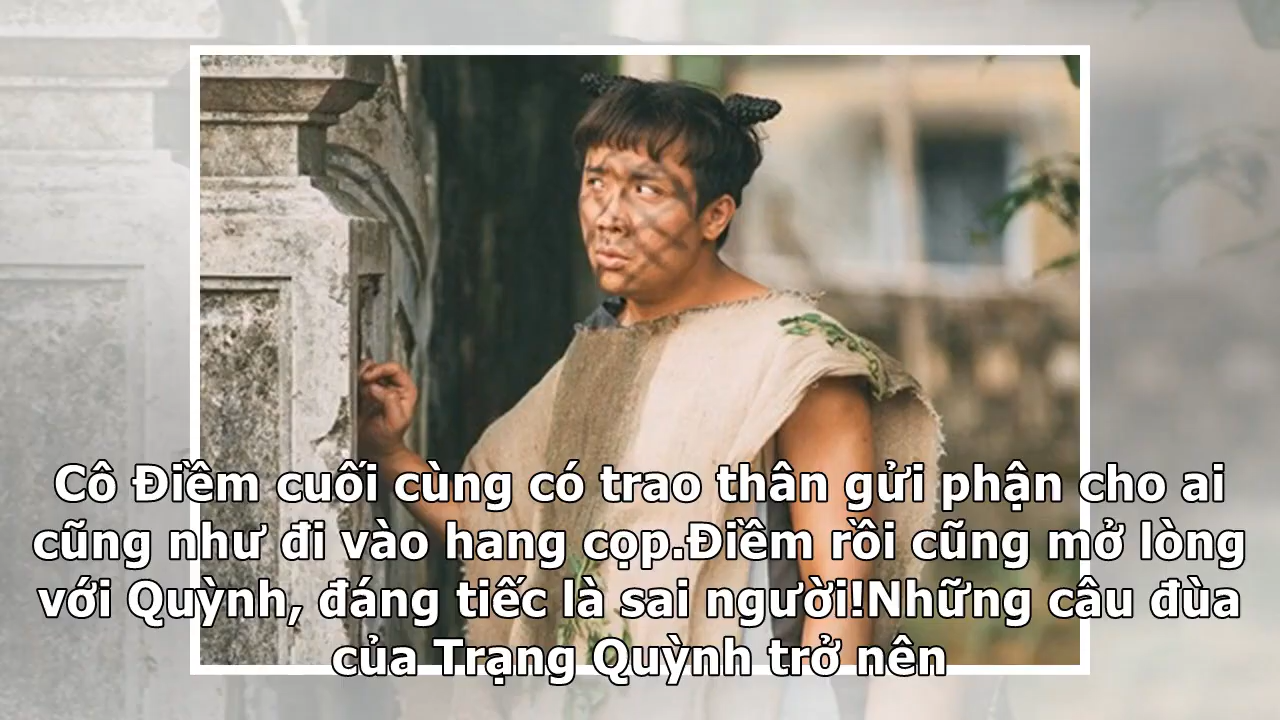 Cô Điềm cuối cùng có trao thân gửi phận cho ai
cũng như đi vào hang cọp.Điềm rồi cũng mở lòng
với Quỳnh, đáng tiếc là sai người!Những câu đùa
của Trạng Quỳnh trở nên